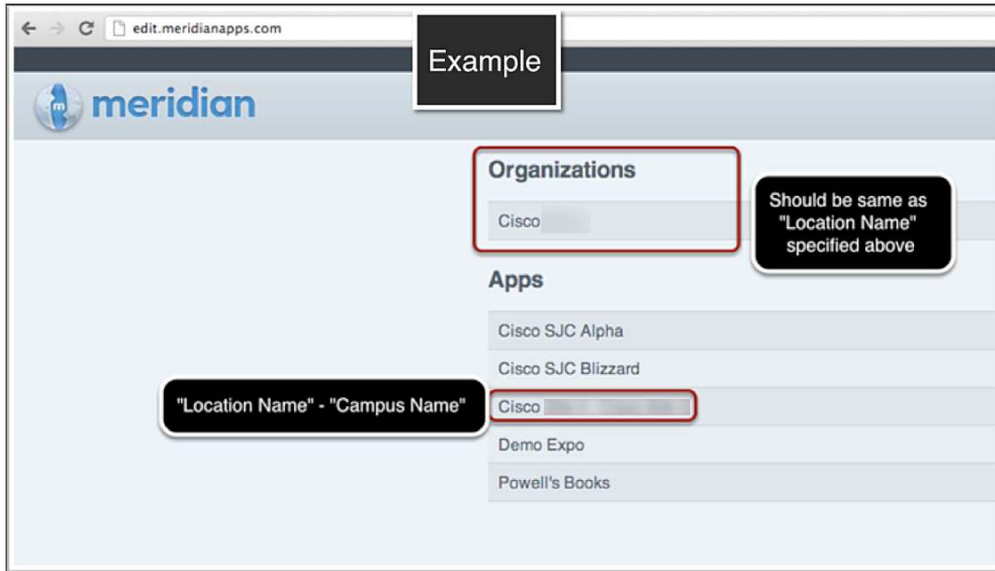 edit.meridianapps.com
Example
m
meridian
Organizations
Cisco
Should be same as
"Location Name"
specified above
Apps
Cisco SJC Alpha
Cisco SJC Blizzard
"Location Name" - "Campus Name"
Cisco
Demo Expo
Powell's Books